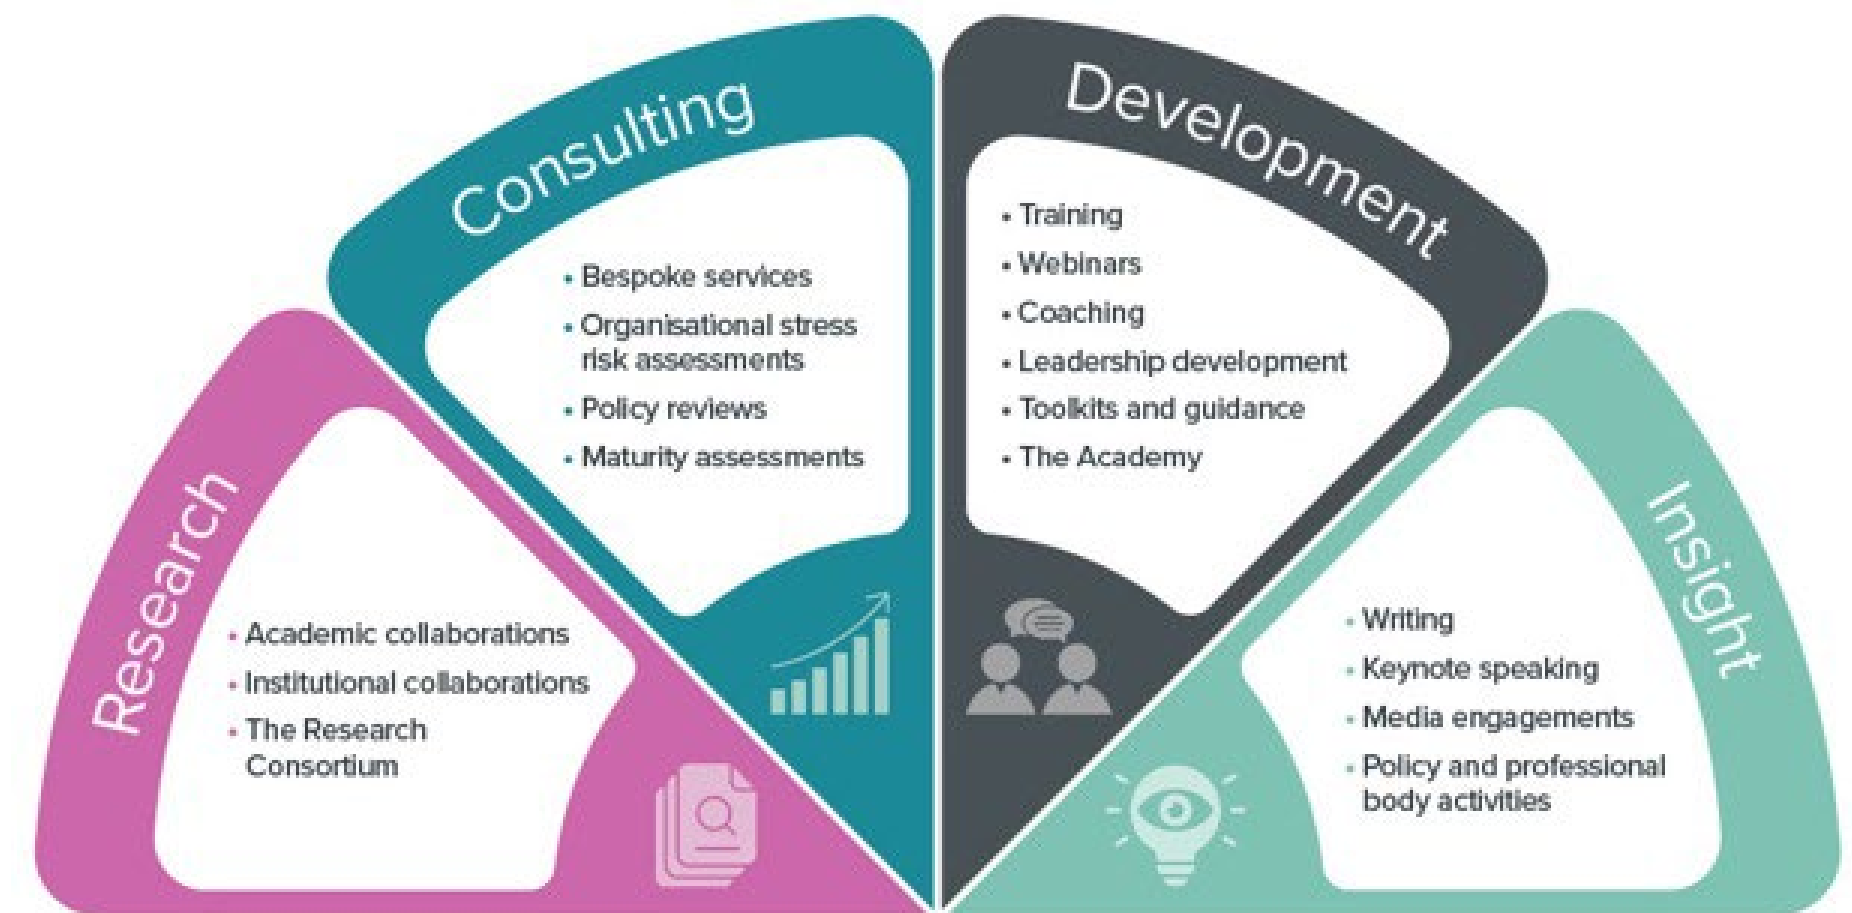 Research
• Academic collaborations
• Institutional collaborations
• The Research
Consortium
Consulting
• Bespoke services
• Organisational stress
risk assessments
• Policy reviews
• Maturity assessments
Development
• Training
• Webinars
• Coaching
• Leadership development
• Toolkits and guidance
• The Academy
Insight
• Writing
• Keynote speaking
• Media engagements
• Policy and professional
body activities